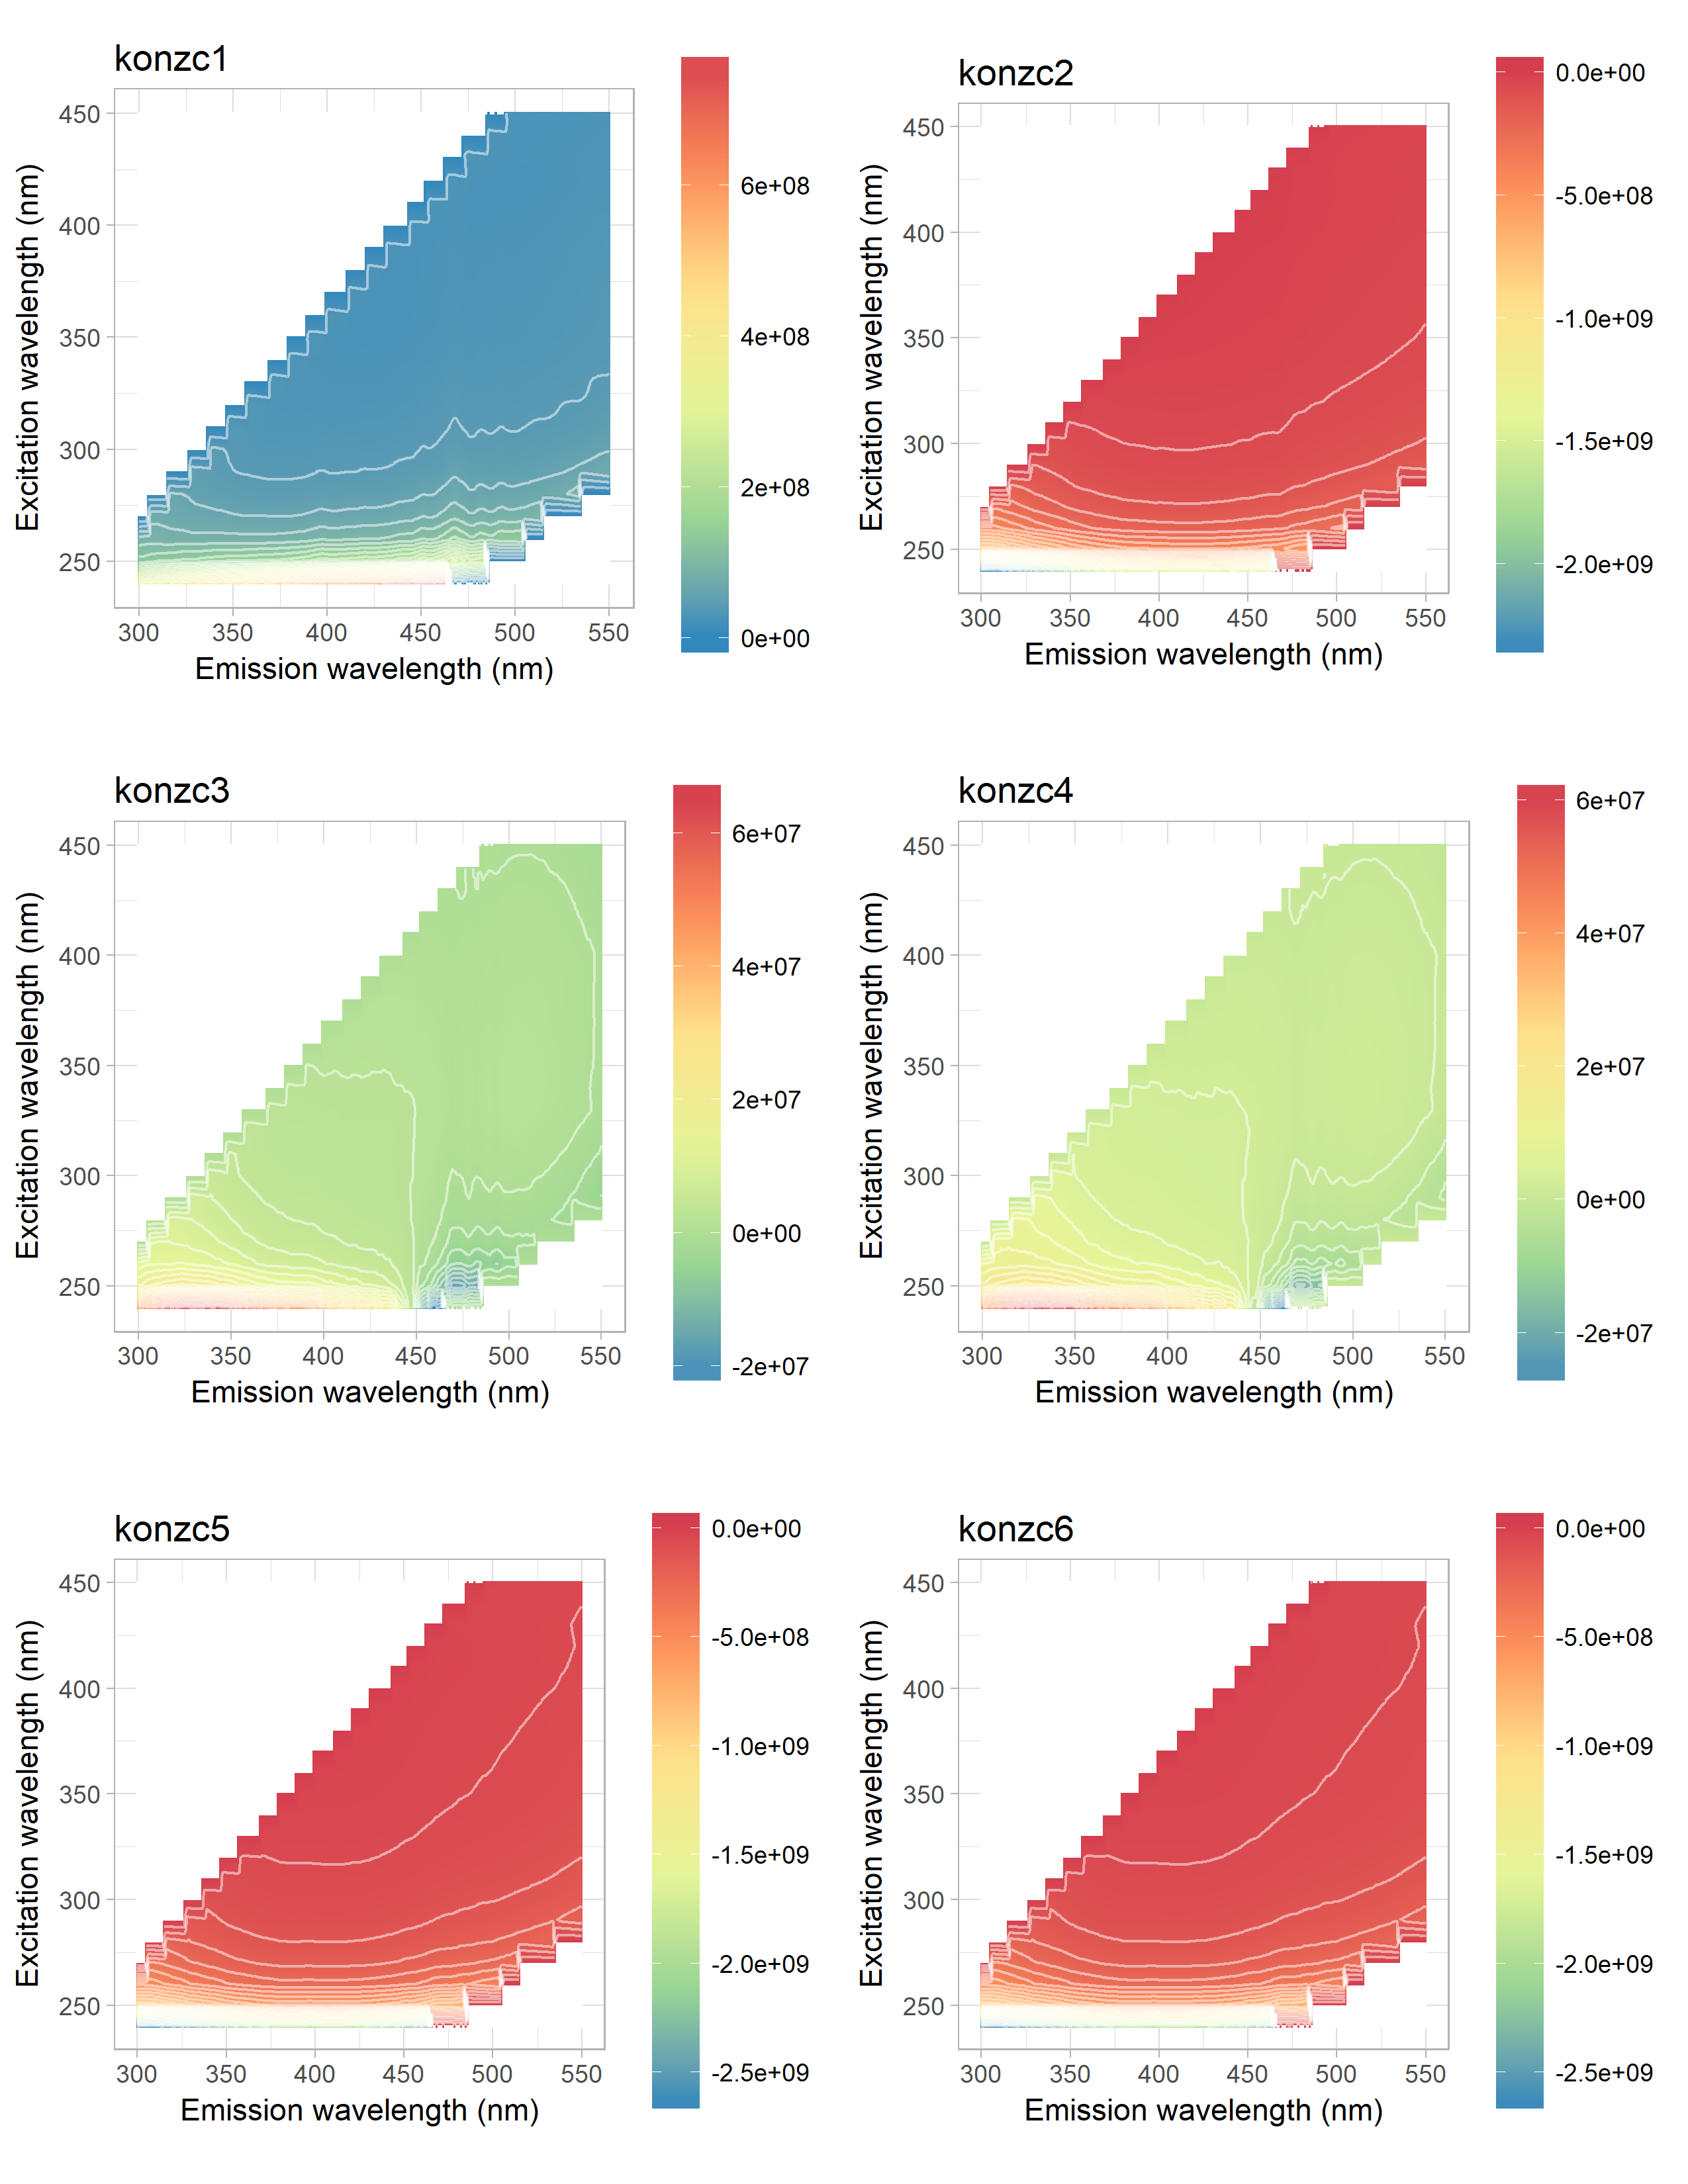 konzc1
Excitation wavelength (nm)
450
400
350
300
250
300 350 400 450 500 550
Emission wavelength (nm)
6e+08
4e+08
2e+08
0e+00
konzc2
Excitation wavelength (nm)
450
400
350
300
250
300 350 400 450 500 550
Emission wavelength (nm)
0.0e+00
-5.0e+08
-1.0e+09
-1.5e+09
-2.0e+09
konzc3
Excitation wavelength (nm)
450
400
350
300
250
300 350 400 450 500 550
Emission wavelength (nm)
6e+07
4e+07
2e+07
0e+00
-2e+07
konzc4
Excitation wavelength (nm)
450
400
350
300
250
300 350 400 450 500 550
Emission wavelength (nm)
6e+07
4e+07
2e+07
0e+00
-2e+07
konzc5
Excitation wavelength (nm)
450
400
350
300
250
300 350 400 450 500 550
Emission wavelength (nm)
0.0e+00
-5.0e+08
-1.0e+09
-1.5e+09
-2.0e+09
-2.5e+09
konzc6
Excitation wavelength (nm)
450
400
350
300
250
300 350 400 450 500 550
Emission wavelength (nm)
0.0e+00
-5.0e+08
-1.0e+09
-1.5e+09
-2.0e+09
-2.5e+09